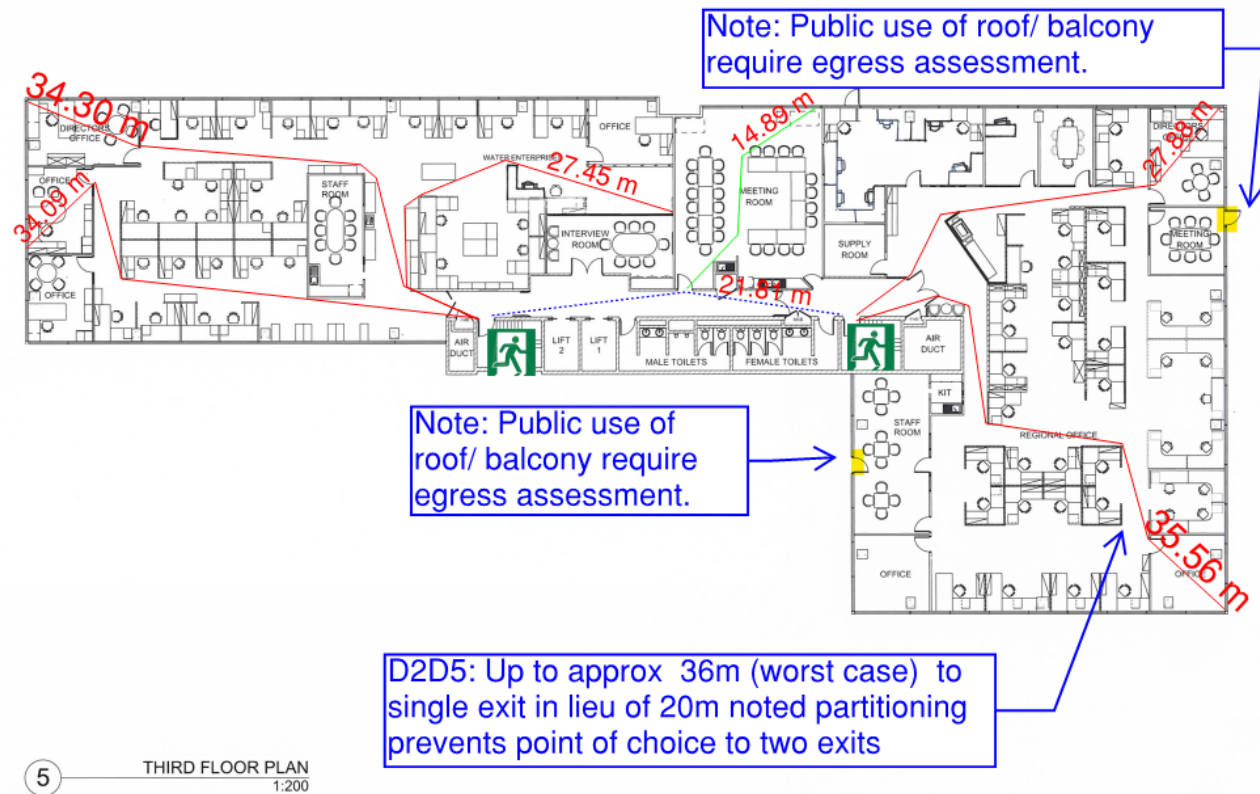 Note: Public use of roof/ balcony
require egress assessment.
34.30 m
DIRECTORS
OFFICE
OFFICE
34.09 m
OFFICE
STAFF
ROOM
WATER ENTERPRISE
OFFICE
27.45 m
INTERVIEW
ROOM
14.89 m
MEETING
ROOM
SUPPLY
ROOM
27.88 m
MEETING
ROOM
21.81 m
AIR
DUCT
LIFT
2
LIFT
1
MALE TOILETS
FEMALE TOILETS
AIR
DUCT
KIT
STAFF
ROOM
REGIONAL OFFICE
Note: Public use of
roof/ balcony require
egress assessment.
OFFICE
35.56 m
D2D5: Up to approx 36m (worst case) to
single exit in lieu of 20m noted partitioning
prevents point of choice to two exits
5
THIRD FLOOR PLAN
1:200